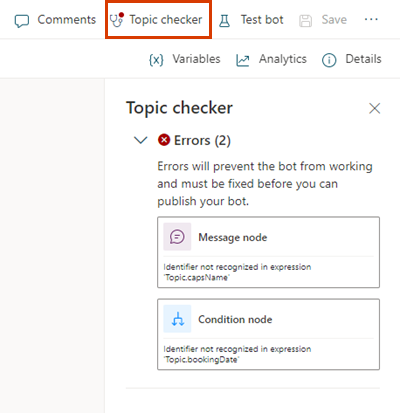 Comments Topic checker Test bot Save ···
{x} Variables Analytics Details
Topic checker
Errors (2)
Errors will prevent the bot from working
and must be fixed before you can
publish your bot.
Message node
Identifier not recognized in expression
'Topic.capsName'
Condition node
Identifier not recognized in expression
'Topic.bookingDate'